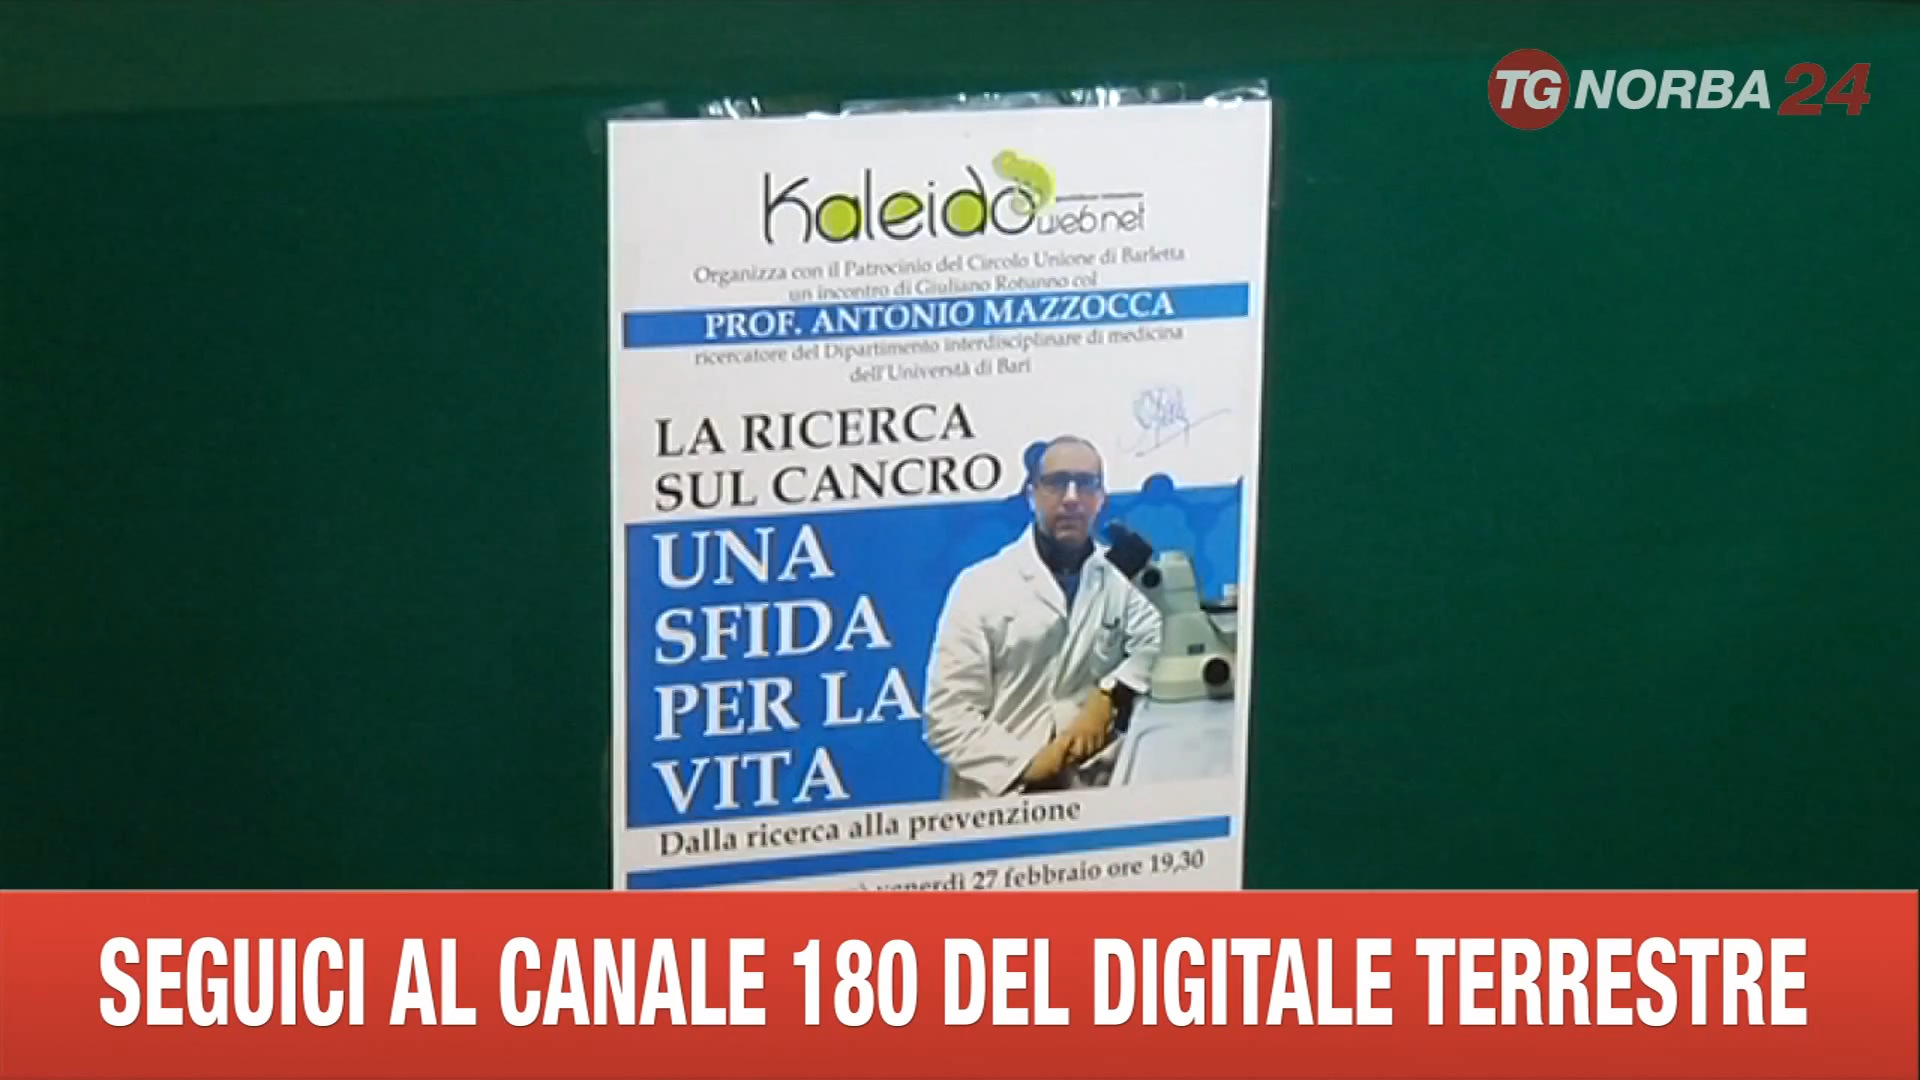 TG NORBA 24
Kaleido
web.net
Organizza con il Patrocinio del Circolo Unione di Barletta
un incontro di Giuliano Rotunno col
PROF. ANTONIO MAZZOCCA
ricercatore del Dipartimento interdisciplinare di medicina
dell'Universtà di Bari
LA RICERCA
SUL CANCRO
UNA
SFIDA
PER LA
VITA
Dalla ricerca alla prevenzione
venerdì 27 febbraio ore 19,30
SEGUICI AL CANALE 180 DEL DIGITALE TERRESTRE